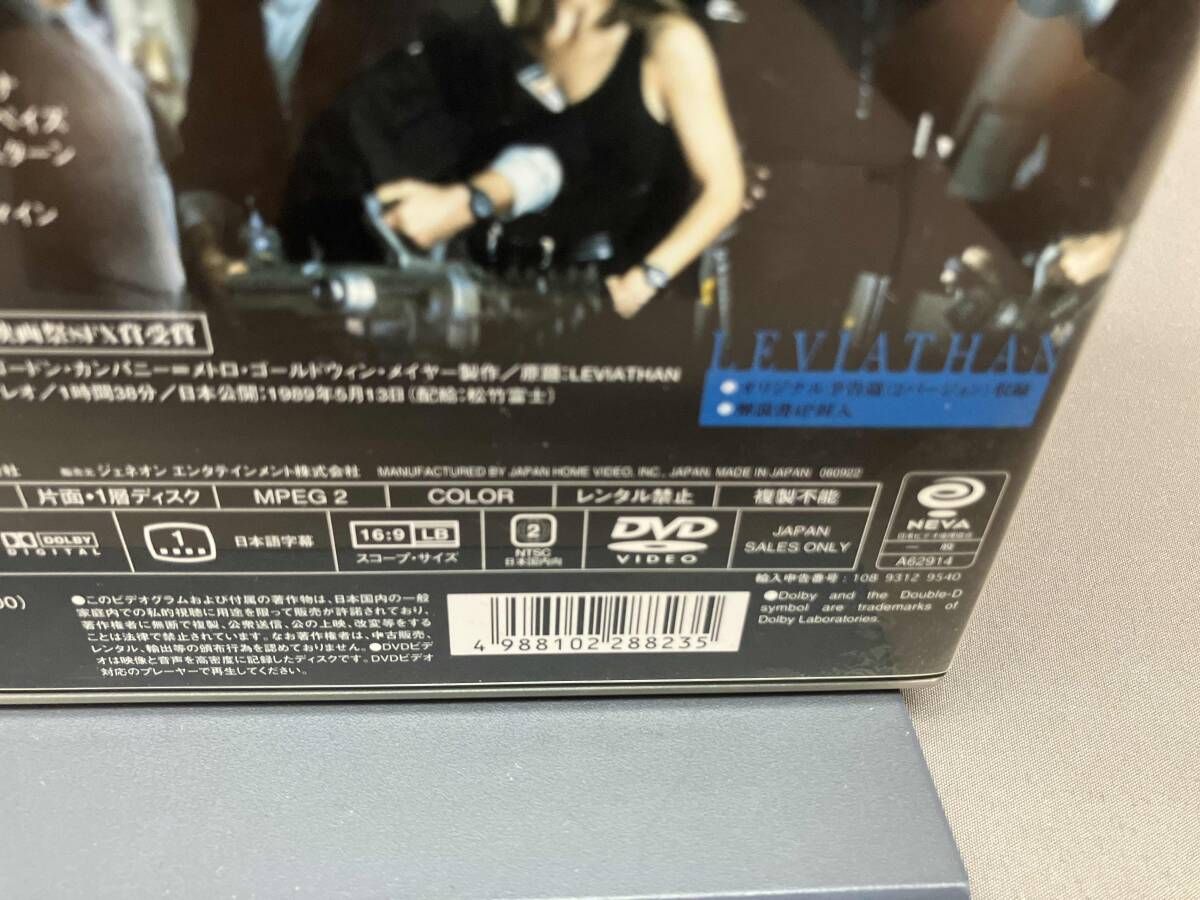 ナ
ペイズ
ターン
ァイン
映画祭SFX賞受賞
ードン・カンパニー＝メトロ・ゴールドウィン・メイヤー製作／原題：LEVIATHAN
レオ／1時間38分／日本公開：1989年5月13日（配給：松竹富士）
LEVIATHAN
●オリジナル予告篇（2バージョン）収録
●解説書4P封入
販売元 ジェネオン エンタテインメント株式会社 MANUFACTURED BY JAPAN HOME VIDEO, INC., JAPAN. MADE IN JAPAN. 060922
片面・1層ディスク MPEG 2 COLOR レンタル禁止 複製不能
DOLBY
DIGITAL
1 日本語字幕
16:9 LB
スコープ・サイズ
2
NTSC
日本国内向
DVD
VIDEO
JAPAN
SALES ONLY
NEVA
一般
A62914
輸入申告番号：108 9312 9540
●Dolby and the Double-D
symbol are trademarks of
Dolby Laboratories.
00)
●このビデオグラムおよび付属の著作物は、日本国内の一般
家庭内での私的視聴に用途を限って販売が許諾されており、
著作権者に無断で複製、公衆送信、公の上映、改変等をする
ことは法律で禁止されています。なお著作権者は、中古販売、
レンタル、輸出等の頒布行為を認めておりません。●DVDビデ
オは映像と音声を高密度に記録したディスクです。DVDビデオ
対応のプレーヤーで再生してください。
4 988102 288235